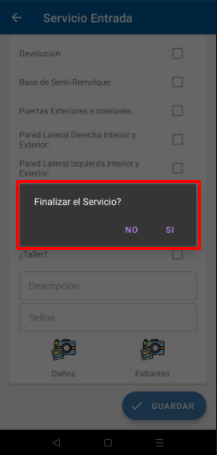 Servicio Entrada
Devolución
Base de Semi-Remolque:
Puertas Exteriores e Interiores:
Pared Lateral Derecha Interior y
Exterior:
Pared Lateral Izquierda Interior y
Exterior:
Finalizar el Servicio?
NO SI
¿Taller?
Descripción
Sellos:
Daños Faltantes
GUARDAR